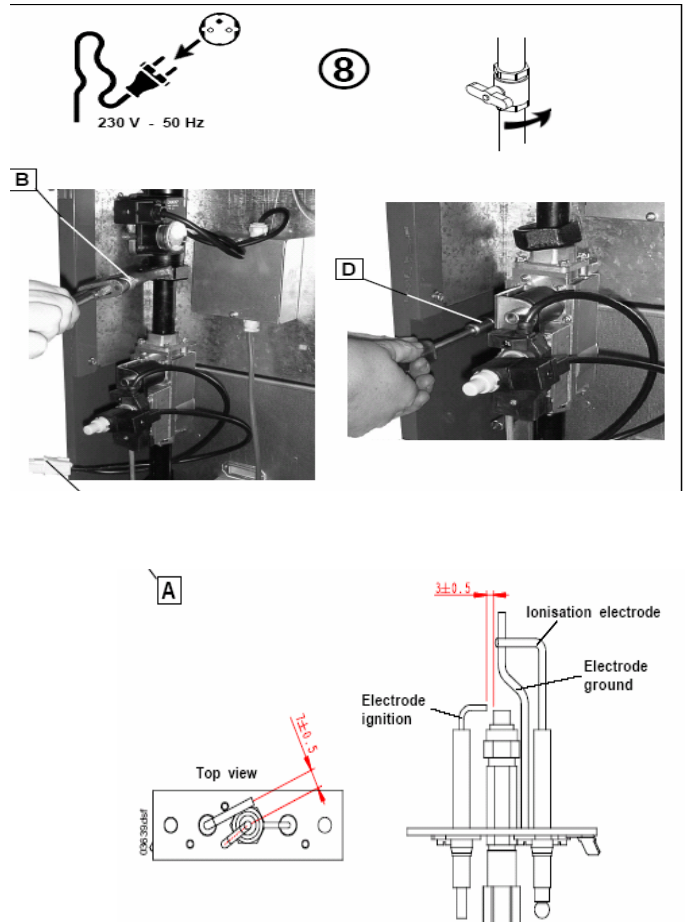 230 V - 50 Hz
8
B
D
A
3±0.5
Ionisation electrode
Electrode
ground
Electrode
ignition
7±0.5
Top view
03639dsf